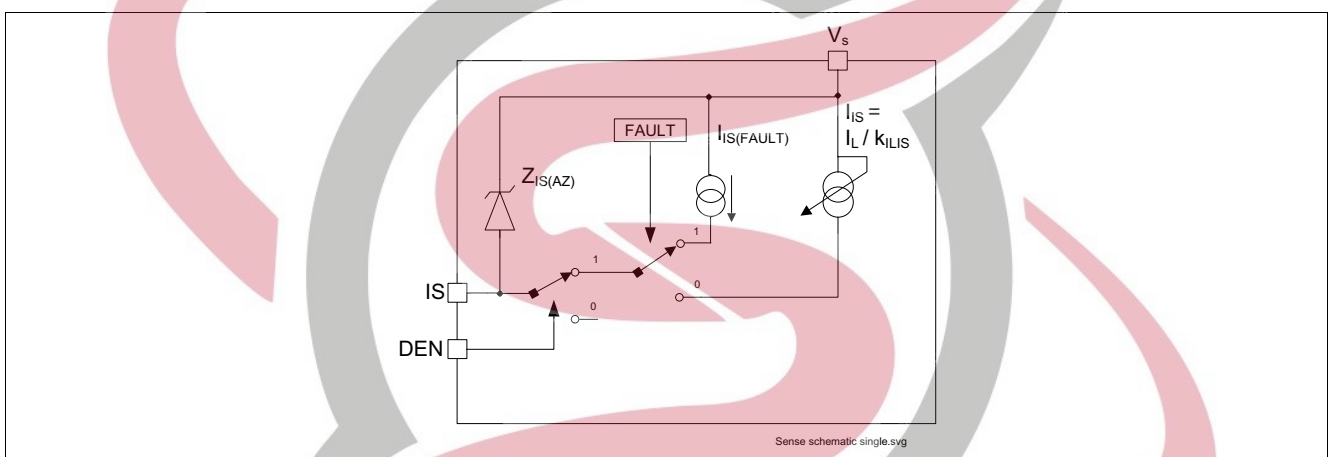 Vs
IIS =
IL / kILIS
FAULT
IIS(FAULT)
ZIS(AZ)
1
1
0
0
IS
DEN
Sense schematic single.svg